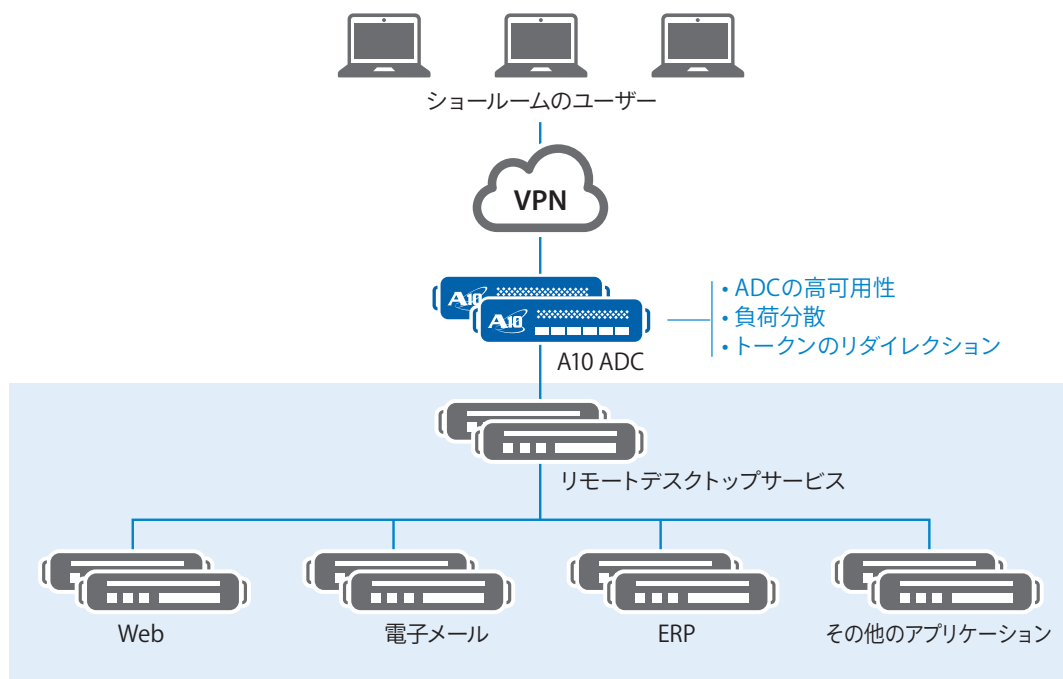 ショールームのユーザー
VPN
A10
A10
・ADCの高可用性
・負荷分散
・トークンのリダイレクション
A10 ADC
リモートデスクトップサービス
Web
電子メール
ERP
その他のアプリケーション